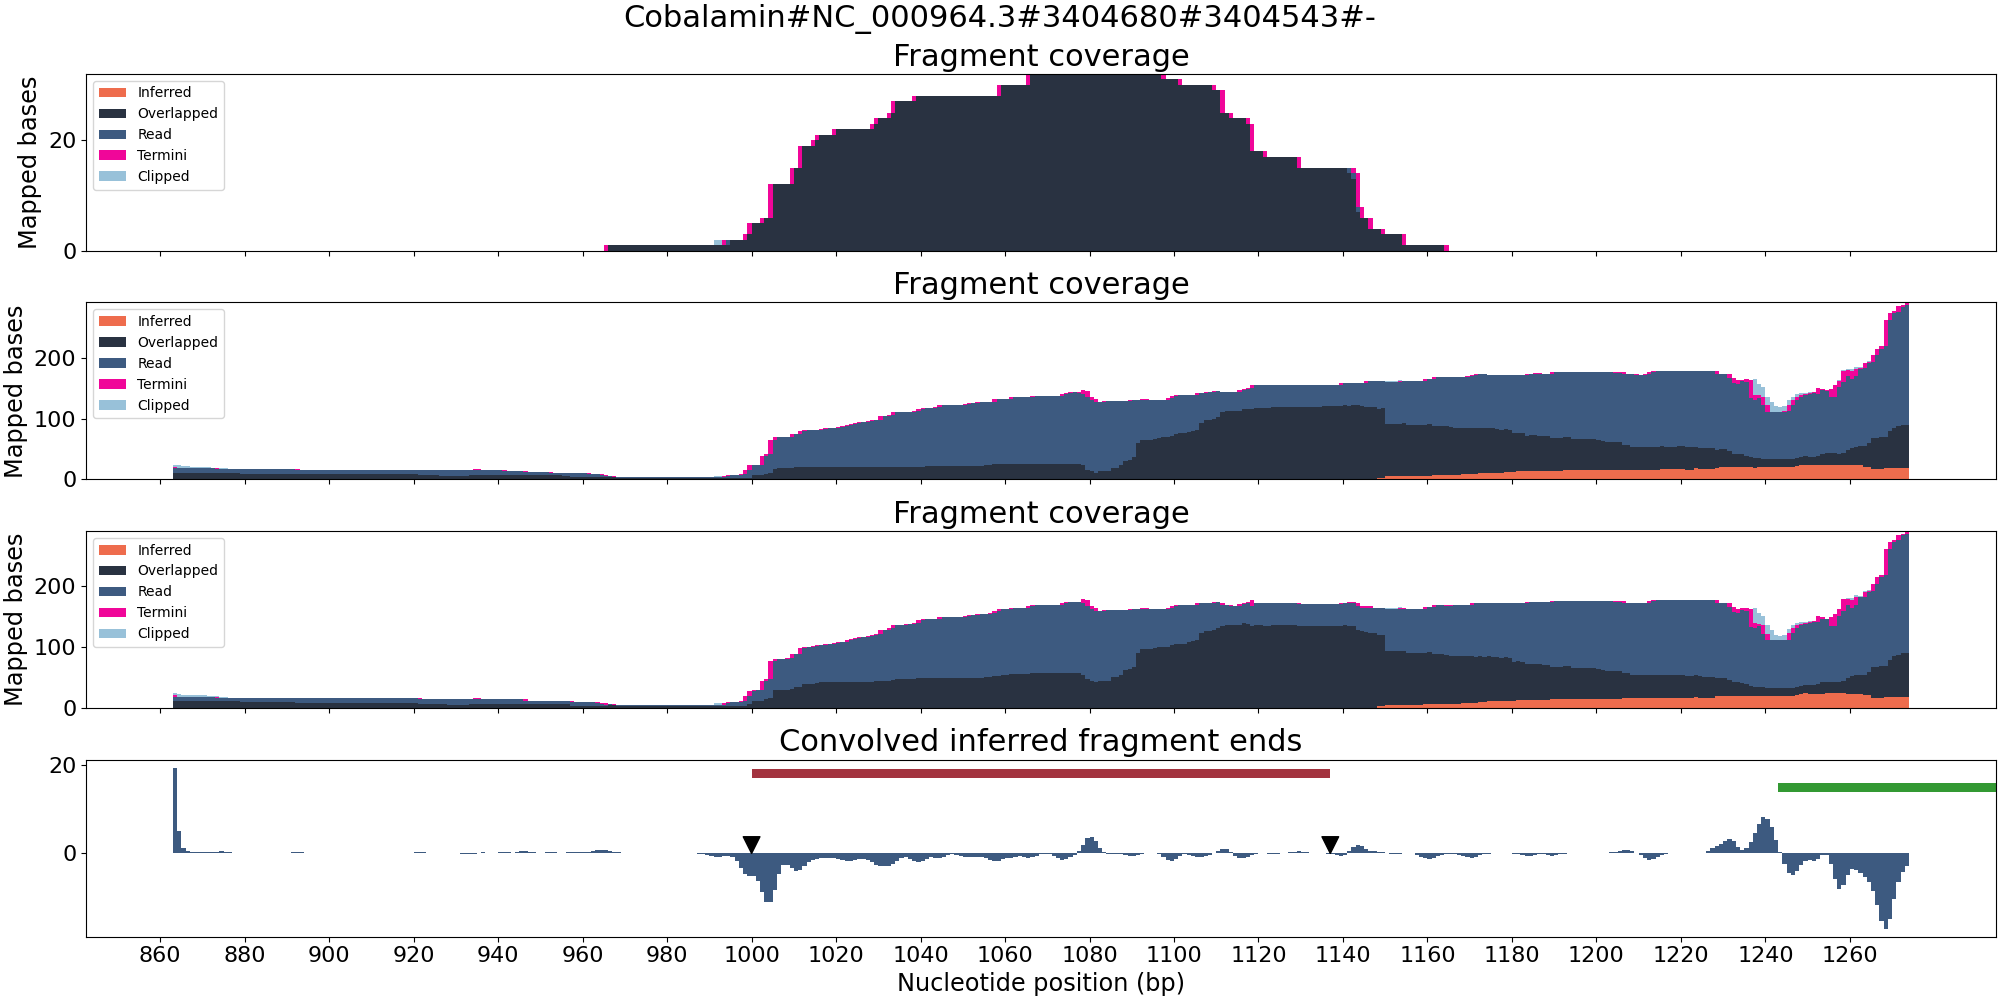 Cobalamin#NC_000964.3#3404680#3404543#-
Fragment coverage
Mapped bases
20
0
Inferred
Overlapped
Read
Termini
Clipped
Fragment coverage
Mapped bases
200
100
0
Inferred
Overlapped
Read
Termini
Clipped
Fragment coverage
Mapped bases
200
100
0
Inferred
Overlapped
Read
Termini
Clipped
Convolved inferred fragment ends
20
0
860 880 900 920 940 960 980 1000 1020 1040 1060 1080 1100 1120 1140 1160 1180 1200 1220 1240 1260
Nucleotide position (bp)